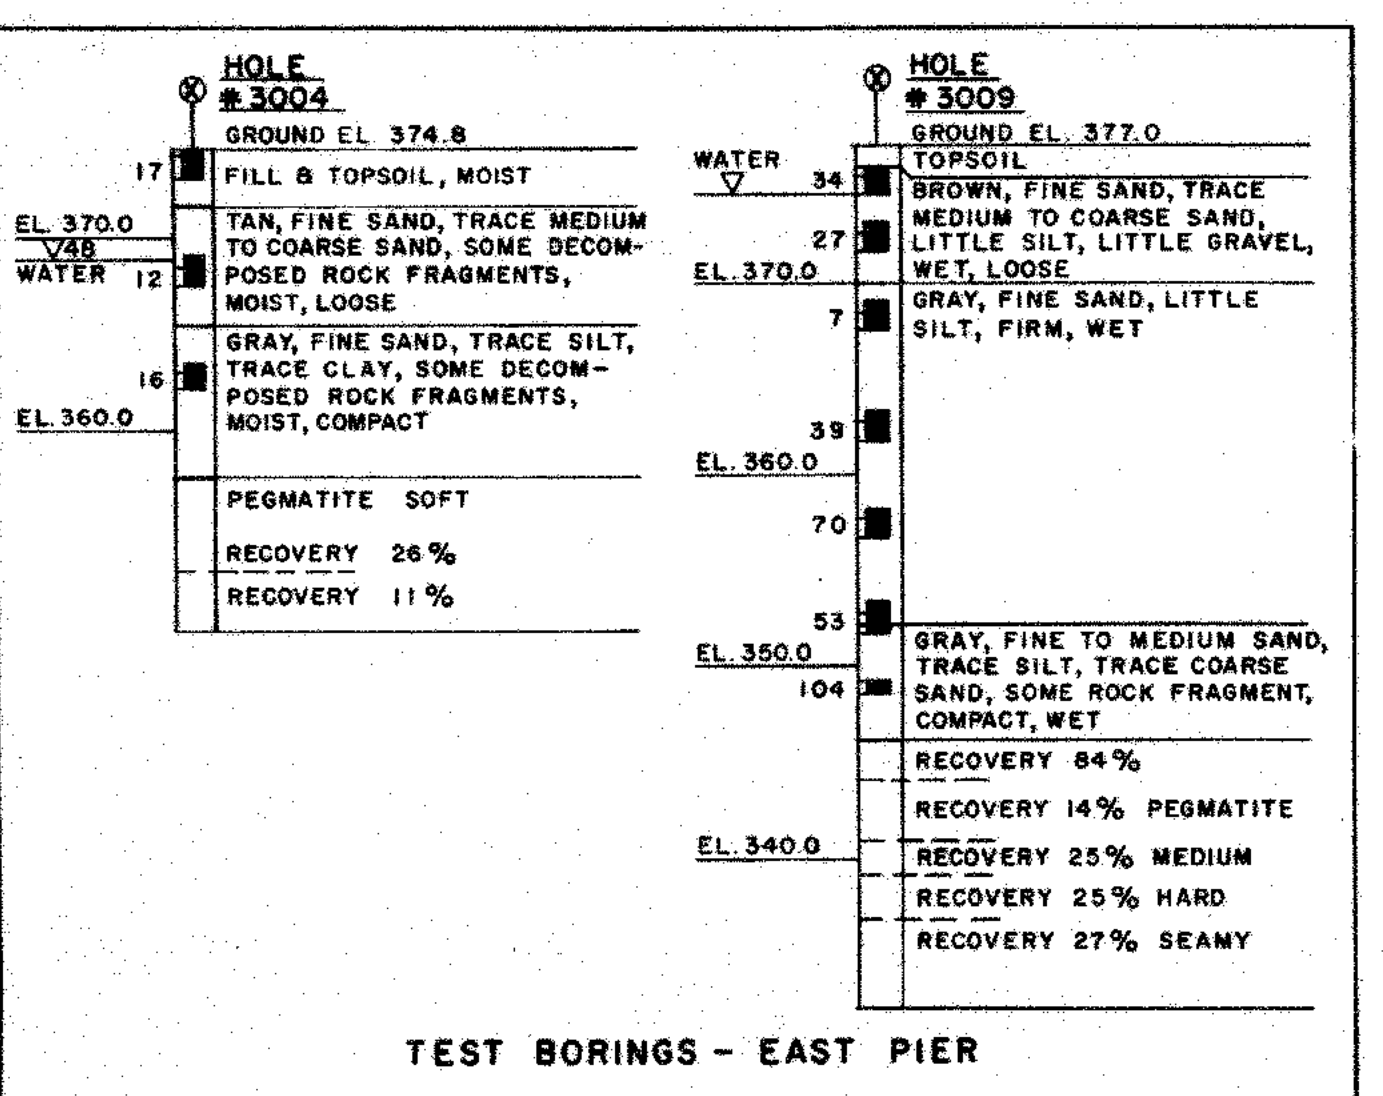 HOLE
# 3004
GROUND EL. 374.8
17
FILL & TOPSOIL, MOIST
EL. 370.0
48
WATER
12
TAN, FINE SAND, TRACE MEDIUM
TO COARSE SAND, SOME DECOM-
POSED ROCK FRAGMENTS,
MOIST, LOOSE
16
GRAY, FINE SAND, TRACE SILT,
TRACE CLAY, SOME DECOM-
POSED ROCK FRAGMENTS,
MOIST, COMPACT
EL. 360.0
PEGMATITE SOFT
RECOVERY 26%
RECOVERY 11%
HOLE
# 3009
GROUND EL. 377.0
TOPSOIL
WATER
34
BROWN, FINE SAND, TRACE
MEDIUM TO COARSE SAND,
27
LITTLE SILT, LITTLE GRAVEL,
WET, LOOSE
EL. 370.0
7
GRAY, FINE SAND, LITTLE
SILT, FIRM, WET
39
EL. 360.0
70
53
GRAY, FINE TO MEDIUM SAND,
TRACE SILT, TRACE COARSE
SAND, SOME ROCK FRAGMENT,
COMPACT, WET
EL. 350.0
104
RECOVERY 84%
RECOVERY 14% PEGMATITE
EL. 340.0
RECOVERY 25% MEDIUM
RECOVERY 25% HARD
RECOVERY 27% SEAMY
TEST BORINGS - EAST PIER